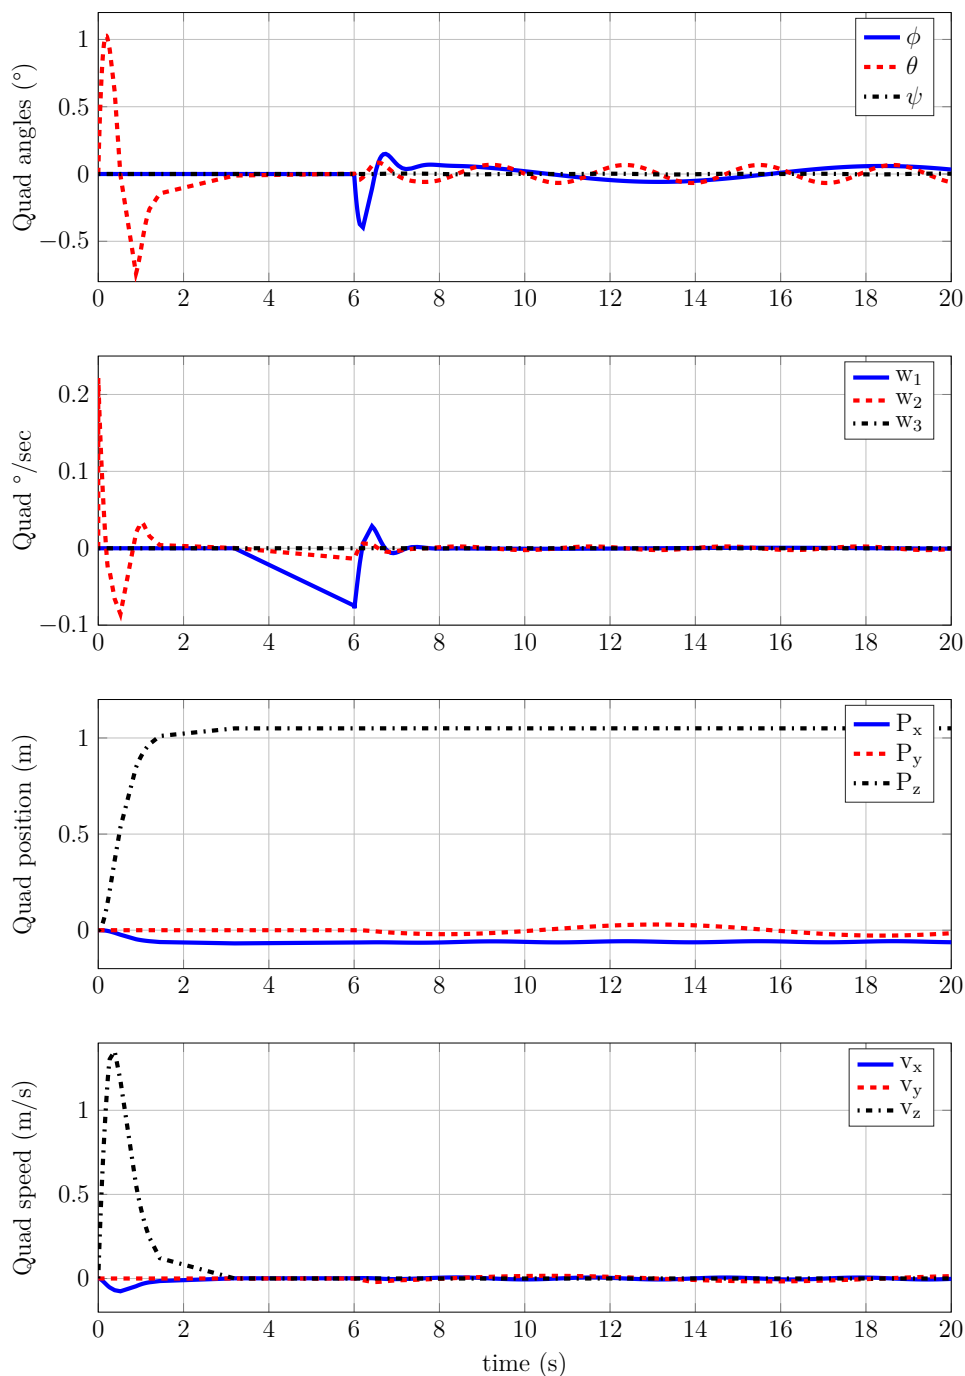 1
0.5
0
−0.5
Quad angles (°)
ϕ
θ
ψ
0 2 4 6 8 10 12 14 16 18 20
0.2
0.1
0
−0.1
Quad °/sec
w₁
w₂
w₃
0 2 4 6 8 10 12 14 16 18 20
1
0.5
0
Quad position (m)
Pₓ
P_y
P_z
0 2 4 6 8 10 12 14 16 18 20
1
0.5
0
Quad speed (m/s)
vₓ
v_y
v_z
0 2 4 6 8 10 12 14 16 18 20
time (s)